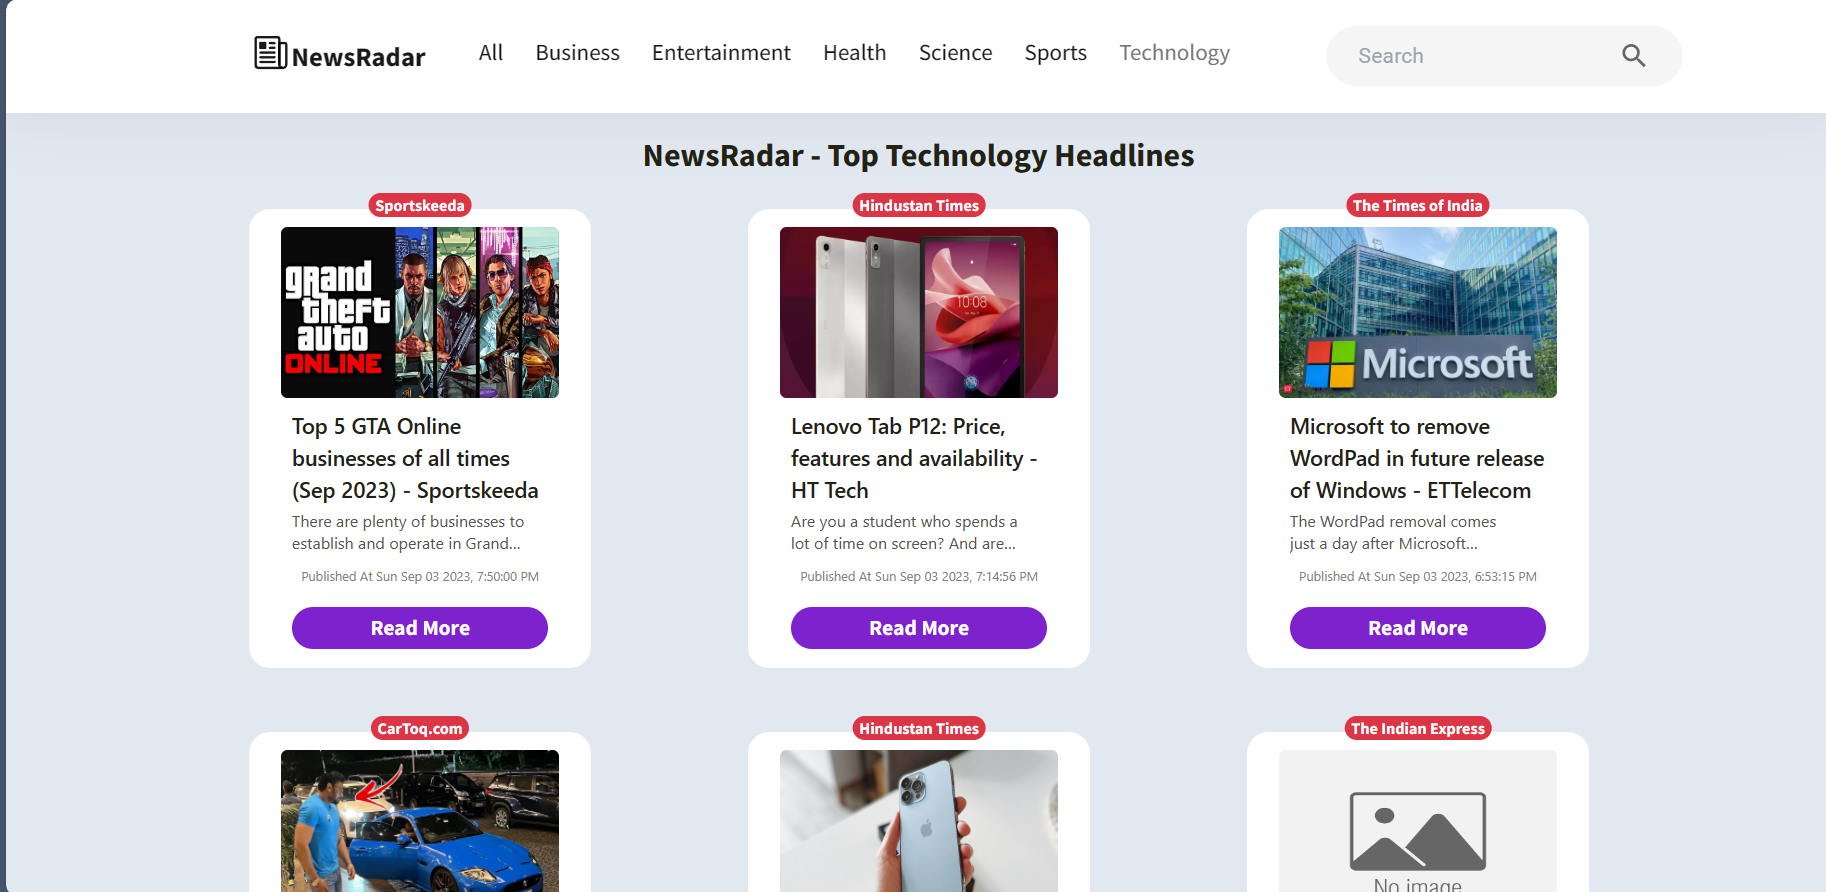 NewsRadar
All Business Entertainment Health Science Sports Technology
Search
NewsRadar - Top Technology Headlines
Sportskeeda
grand
theft
auto
ONLINE
Top 5 GTA Online
businesses of all times
(Sep 2023) - Sportskeeda
There are plenty of businesses to
establish and operate in Grand...
Published At Sun Sep 03 2023, 7:50:00 PM
Read More
Hindustan Times
10:08
Lenovo Tab P12: Price,
features and availability -
HT Tech
Are you a student who spends a
lot of time on screen? And are...
Published At Sun Sep 03 2023, 7:14:56 PM
Read More
The Times of India
Microsoft
Microsoft to remove
WordPad in future release
of Windows - ETTelecom
The WordPad removal comes
just a day after Microsoft...
Published At Sun Sep 03 2023, 6:53:15 PM
Read More
CarToq.com
Hindustan Times
The Indian Express
No image